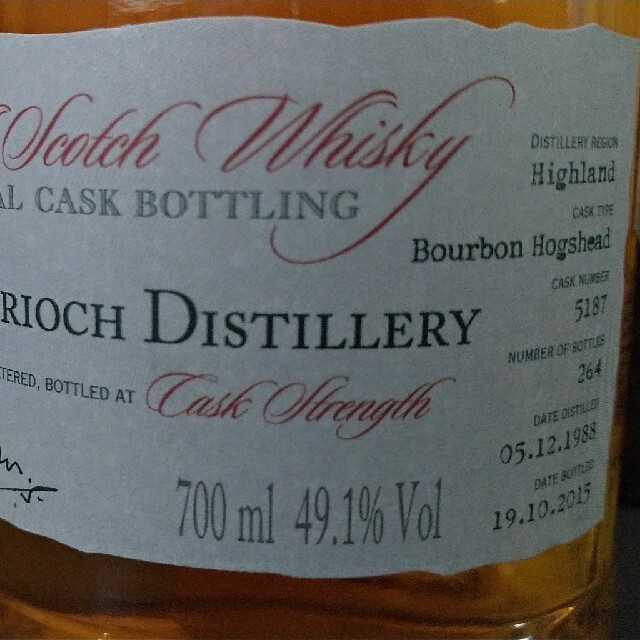 Scotch Whisky
AL CASK BOTTLING
RIOCH DISTILLERY
TERED, BOTTLED AT Cask Strength
700 ml 49.1% Vol
DISTILLERY REGION
Highland
CASK TYPE
Bourbon Hogshead
CASK NUMBER
5187
NUMBER OF BOTTLES
264
DATE DISTILLED
05.12.1988
DATE BOTTLED
19.10.2015